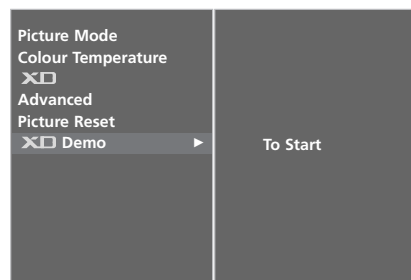 Picture Mode
Colour Temperature
XD
Advanced
Picture Reset
XD Demo ►
To Start